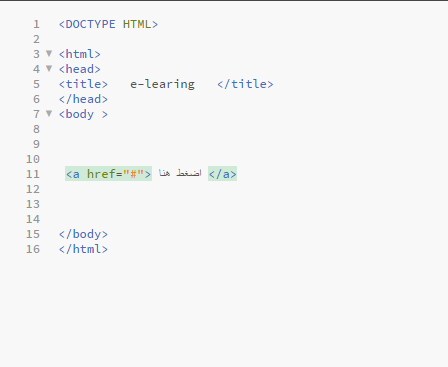 1 <DOCTYPE HTML>
2
3 <html>
4 <head>
5 <title>   e-learing   </title>
6 </head>
7 <body >
8
9
10
11 <a href="#"> اضغط هنا </a>
12
13
14
15 </body>
16 </html>